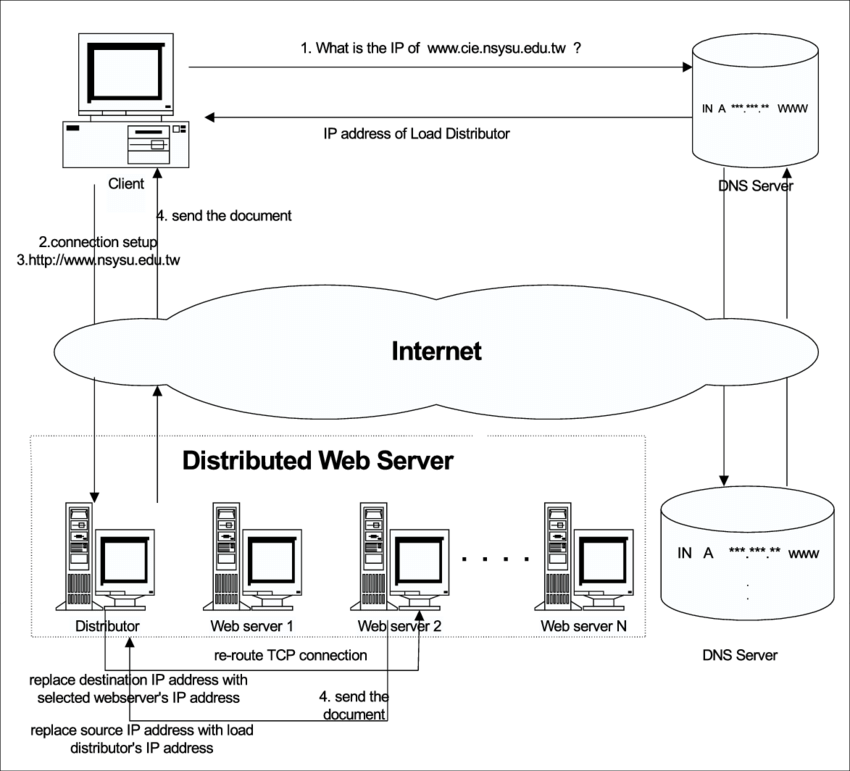 1. What is the IP of www.cie.nsysu.edu.tw ?
IN A ***.***.** WWW
IP address of Load Distributor
Client
DNS Server
4. send the document
2.connection setup
3.http://www.nsysu.edu.tw
Internet
Distributed Web Server
IN A ***.***.** www
.
.
. . . .
Distributor
Web server 1
Web server 2
Web server N
re-route TCP connection
DNS Server
replace destination IP address with
selected webserver's IP address
4. send the
document
replace source IP address with load
distributor's IP address